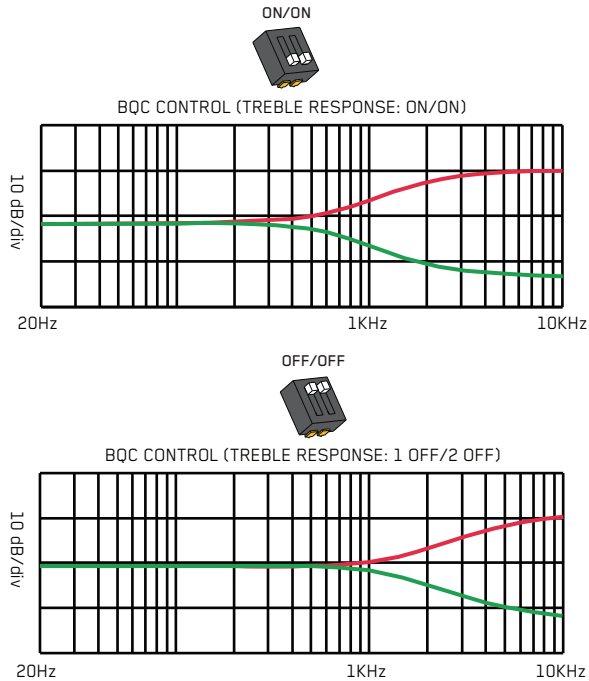 ON/ON
BQC CONTROL (TREBLE RESPONSE: ON/ON)
10 dB/div
20Hz 1KHz 10KHz
OFF/OFF
BQC CONTROL (TREBLE RESPONSE: 1 OFF/2 OFF)
10 dB/div
20Hz 1KHz 10KHz